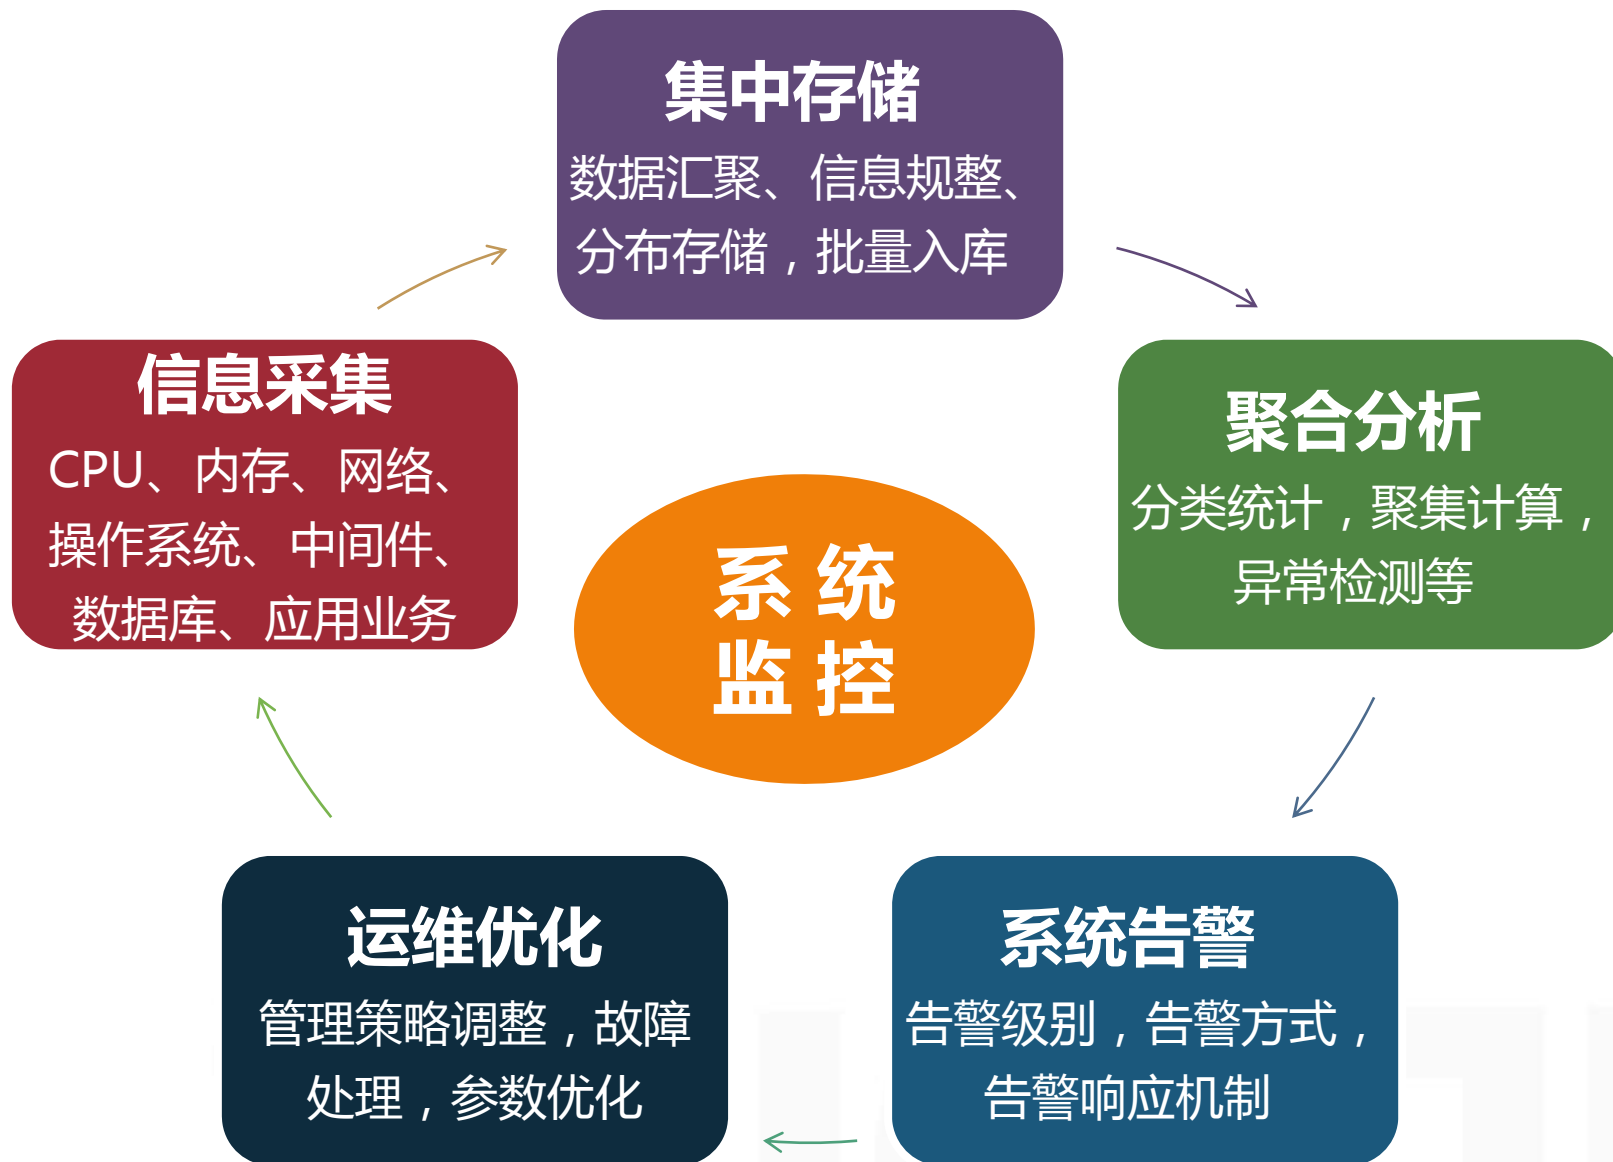 集中存储
数据汇聚、信息规整、
分布存储，批量入库
信息采集
CPU、内存、网络、
操作系统、中间件、
数据库、应用业务
聚合分析
分类统计，聚集计算，
异常检测等
系 统
监 控
运维优化
管理策略调整，故障
处理，参数优化
系统告警
告警级别，告警方式，
告警响应机制